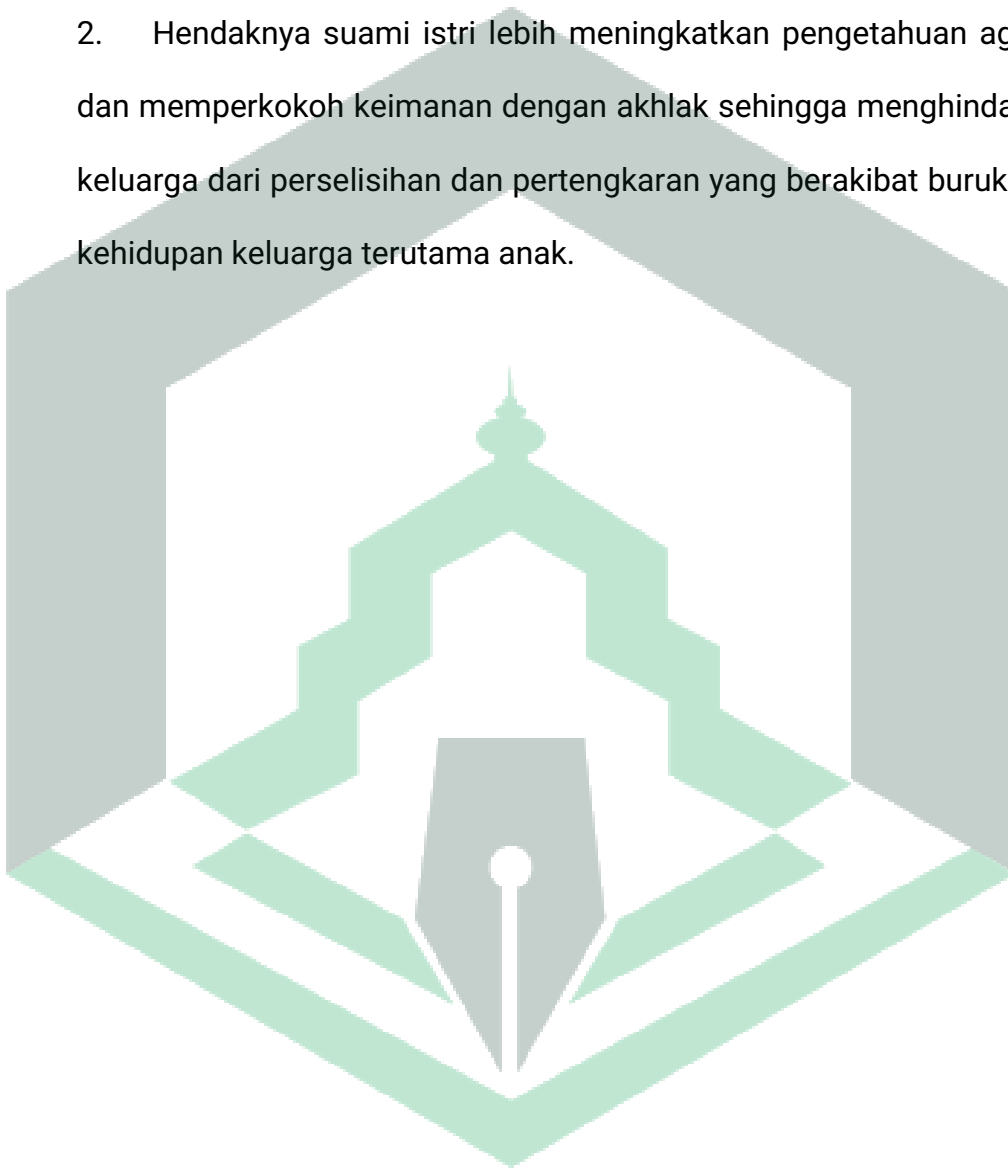 2. Hendaknya suami istri lebih meningkatkan pengetahuan
dan memperkokoh keimanan dengan akhlak sehingga
keluarga dari perselisihan dan pertengkaran yang berakibat buruk
kehidupan keluarga terutama anak.